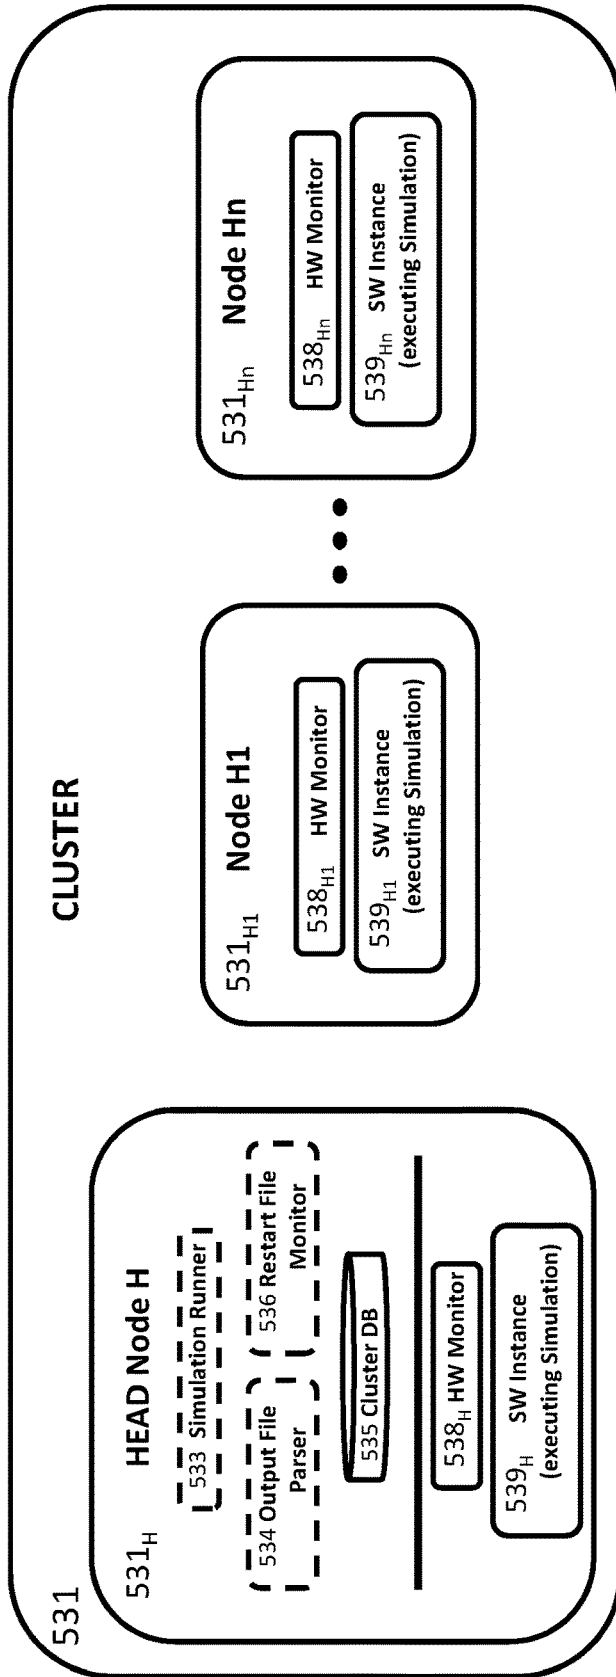 531
CLUSTER
531H
HEAD Node H
533 Simulation Runner
534 Output File
Parser
536 Restart File
Monitor
535 Cluster DB
538H HW Monitor
539H SW Instance
(executing Simulation)
531H1
Node H1
538H1 HW Monitor
539H1 SW Instance
(executing Simulation)
531Hn
Node Hn
538Hn HW Monitor
539Hn SW Instance
(executing Simulation)